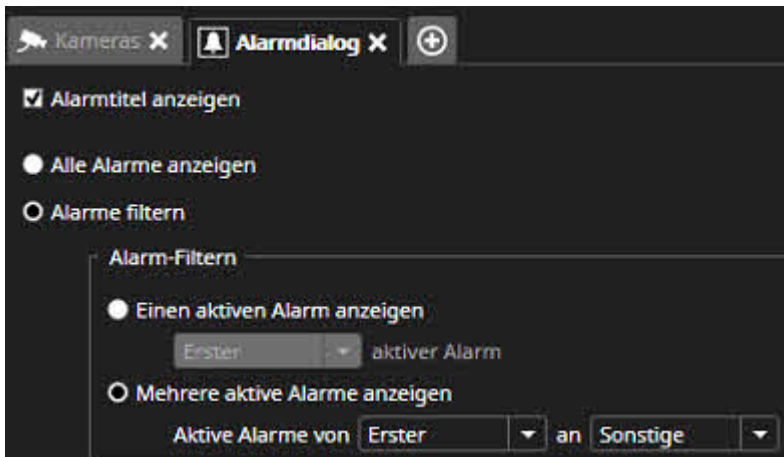 Kameras Alarmdialog
Alarmtitel anzeigen
Alle Alarme anzeigen
Alarme filtern
Alarm-Filtern
Einen aktiven Alarm anzeigen
Erster aktiver Alarm
Mehrere aktive Alarme anzeigen
Aktive Alarme von Erster an Sonstige